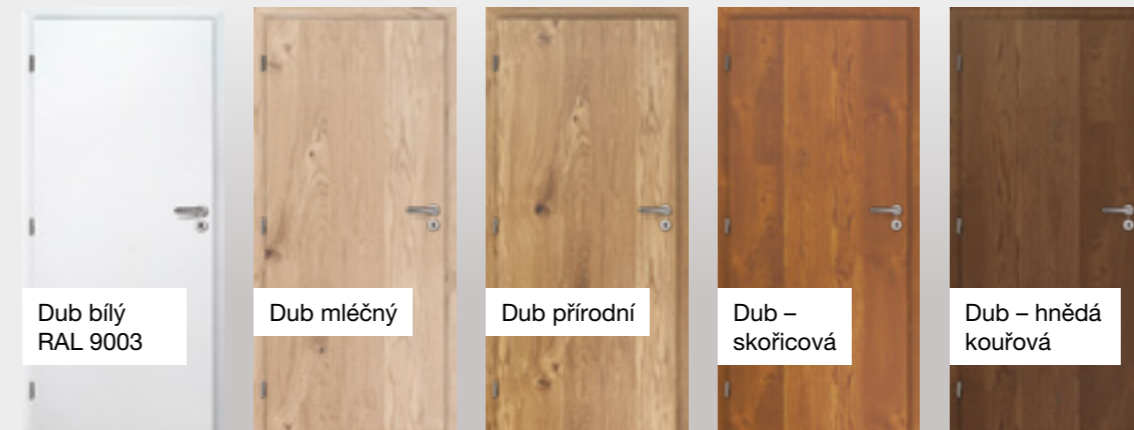 Dub bílý
RAL 9003
Dub mléčný
Dub přírodní
Dub –
skořicová
Dub – hnědá
kouřová